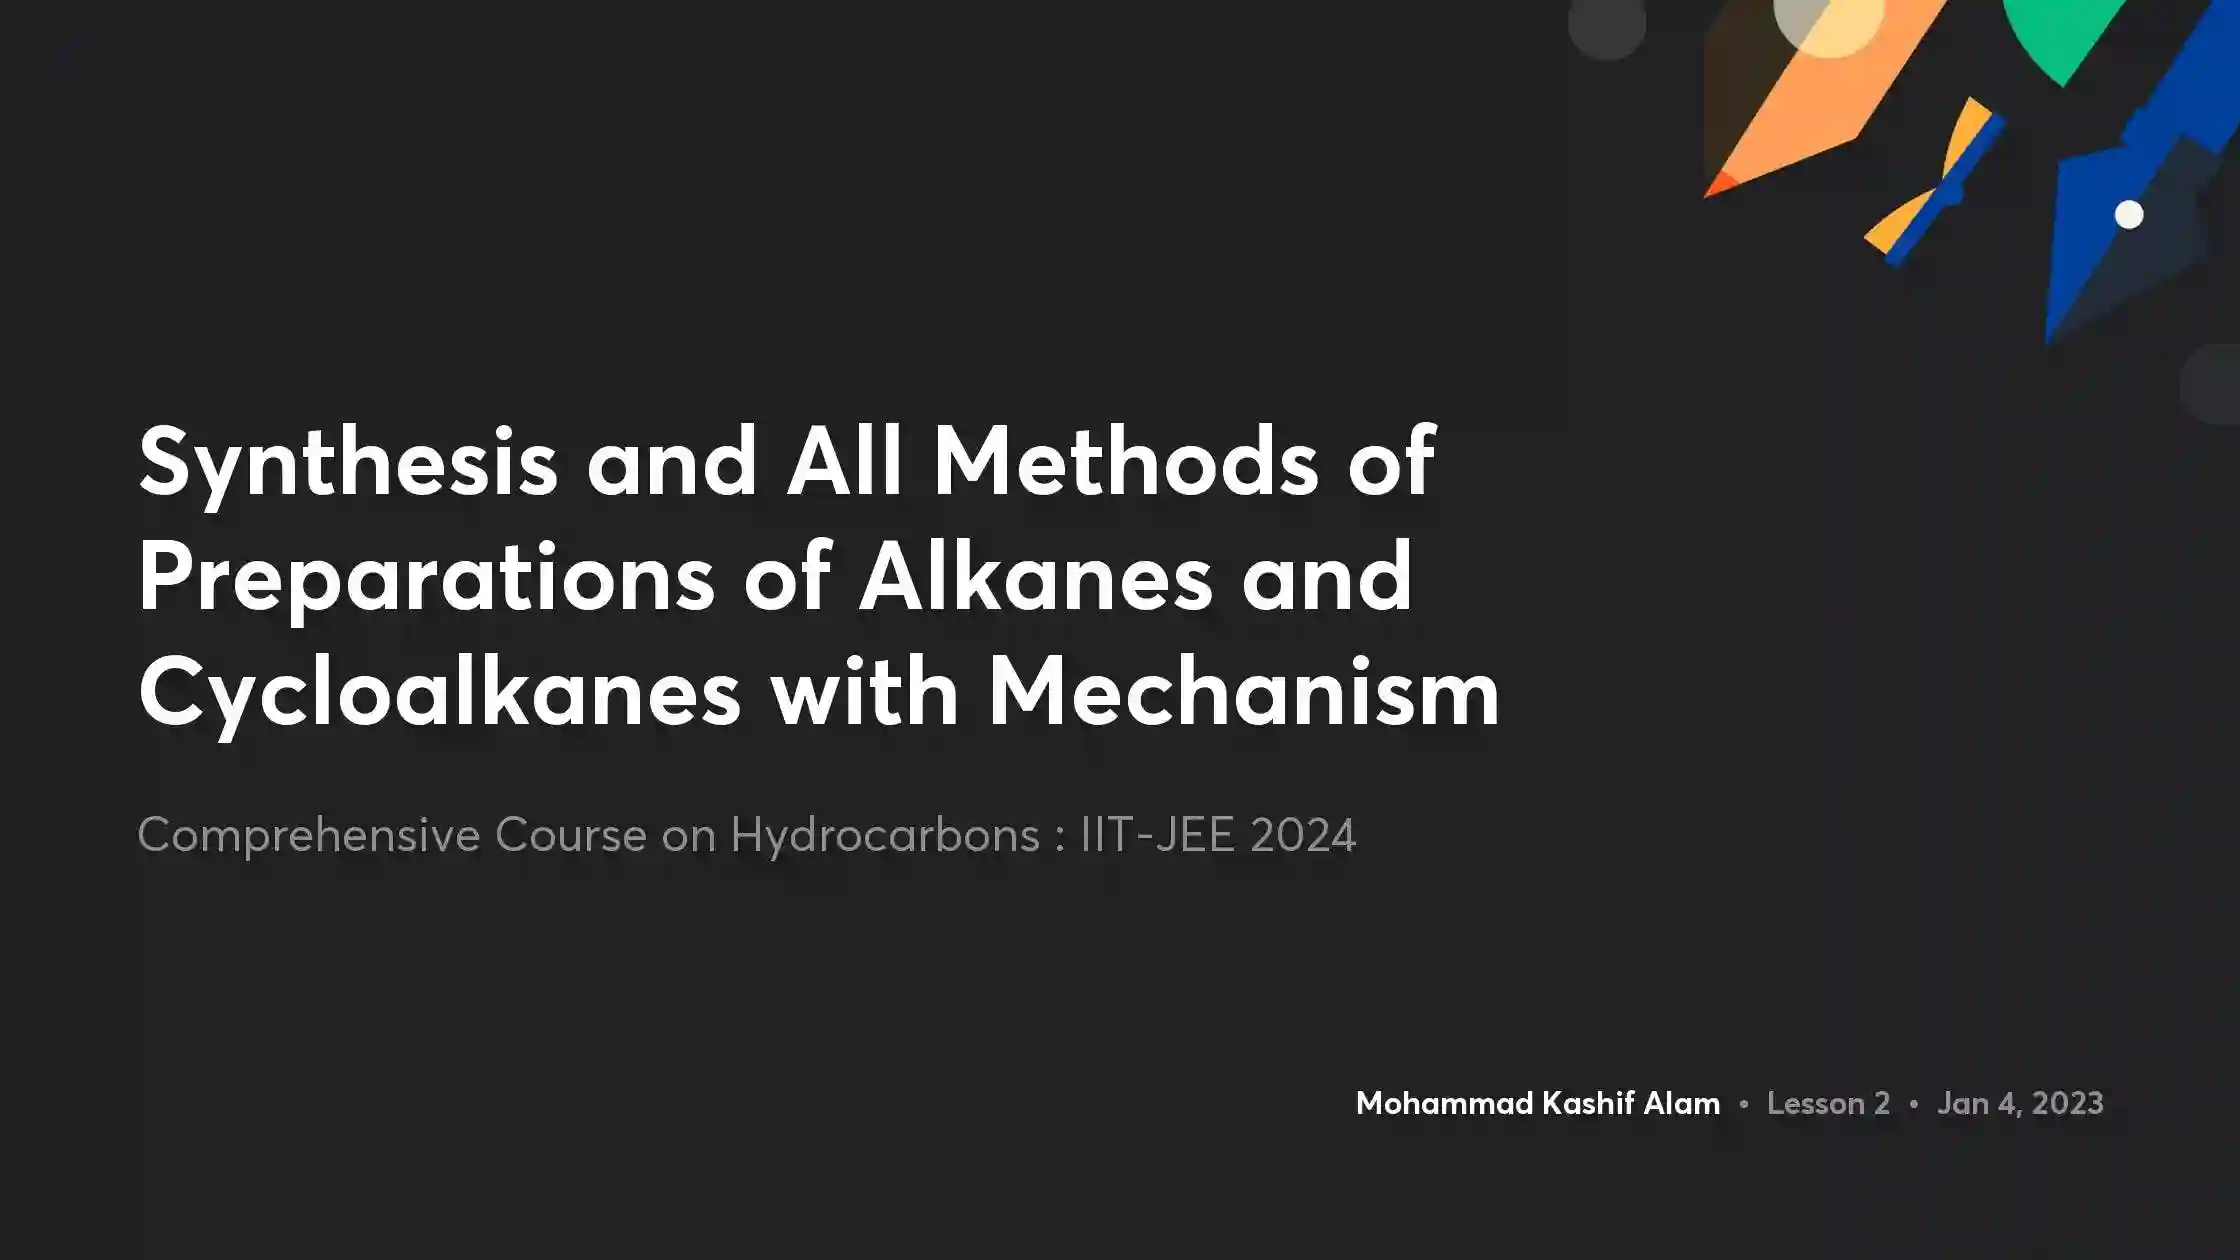 Synthesis and All Methods of
Preparations of Alkanes and
Cycloalkanes with Mechanism
Comprehensive Course on Hydrocarbons : IIT-JEE 2024
Mohammad Kashif Alam • Lesson 2 • Jan 4, 2023